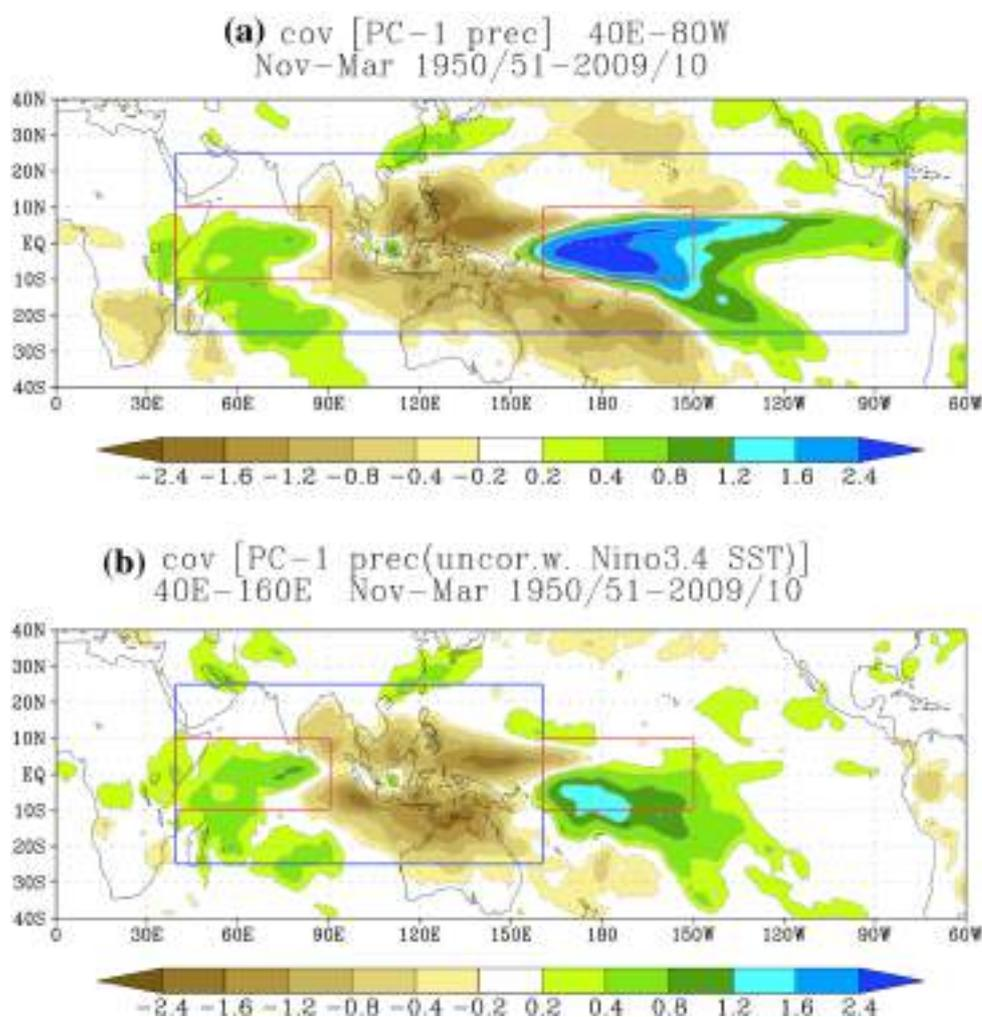 (a) cov [PC-1 prec] 40E-80W
Nov-Mar 1950/51-2009/10
40N
30N
20N
10N
EQ
10S
20S
30S
40S
0 30E 60E 90E 120E 150E 180 150W 120W 90W 60W
-2.4 -1.6 -1.2 -0.8 -0.4 -0.2 0.2 0.4 0.8 1.2 1.6 2.4
(b) cov [PC-1 prec(uncor.w. Nino3.4 SST)]
40E-160E Nov-Mar 1950/51-2009/10
40N
30N
20N
10N
EQ
10S
20S
30S
40S
0 30E 60E 90E 120E 150E 180 150W 120W 90W 60W
-2.4 -1.6 -1.2 -0.8 -0.4 -0.2 0.2 0.4 0.8 1.2 1.6 2.4